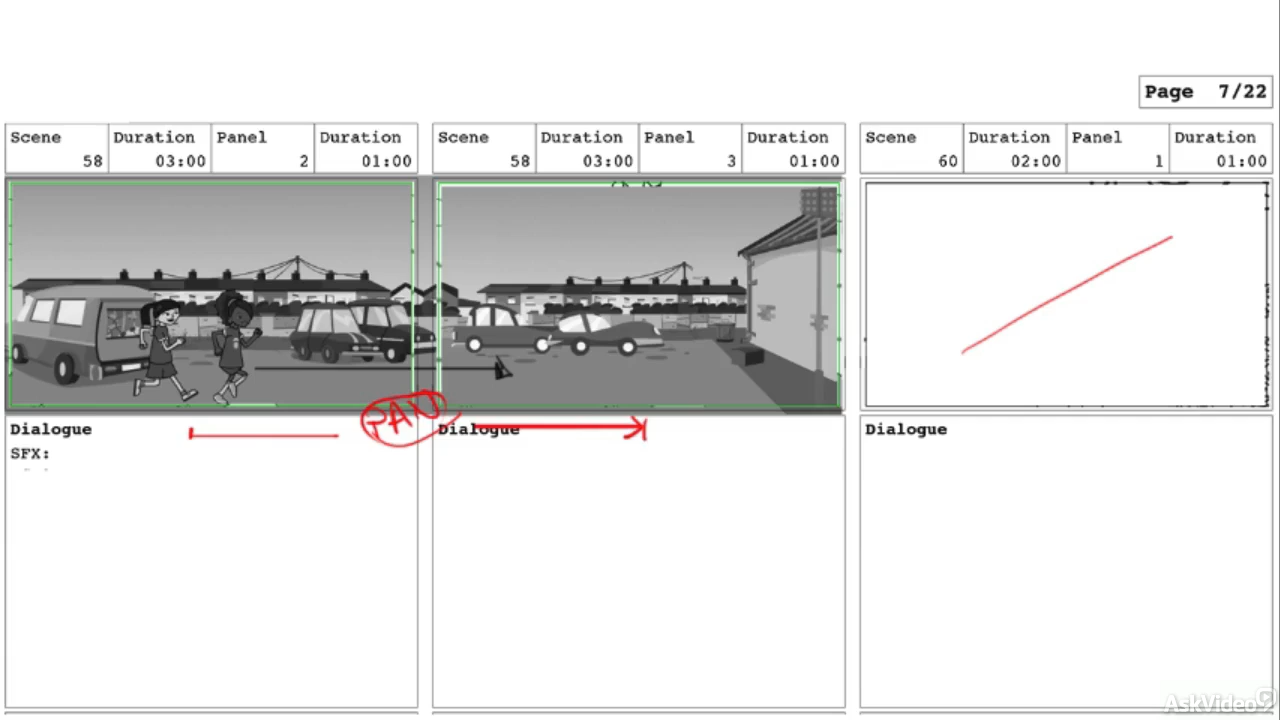 Page 7/22
Scene Duration Panel Duration
58 03:00 2 01:00
Scene Duration Panel Duration
58 03:00 3 01:00
Scene Duration Panel Duration
60 02:00 1 01:00
PAN
Dialogue
SFX:
Dialogue
Dialogue
AskVideo